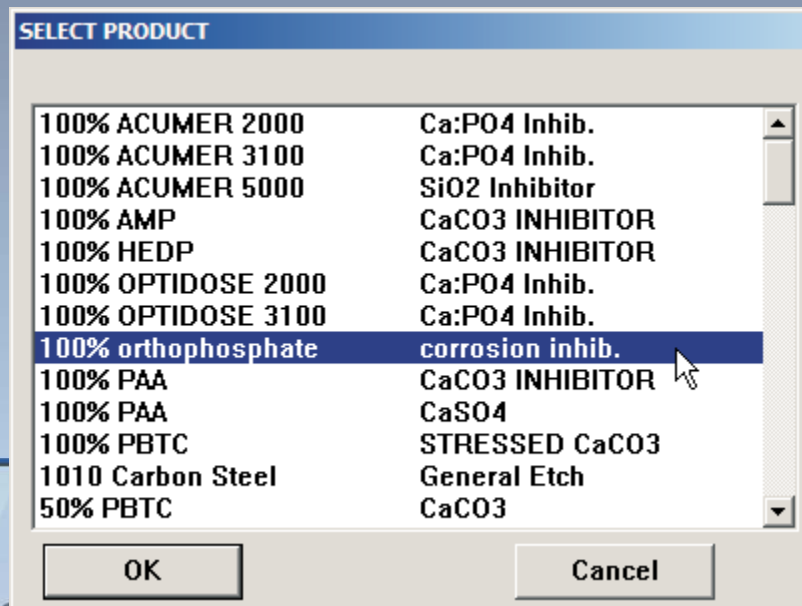 SELECT PRODUCT
100% ACUMER 2000 Ca:PO4 Inhib.
100% ACUMER 3100 Ca:PO4 Inhib.
100% ACUMER 5000 SiO2 Inhibitor
100% AMP CaCO3 INHIBITOR
100% HEDP CaCO3 INHIBITOR
100% OPTIDOSE 2000 Ca:PO4 Inhib.
100% OPTIDOSE 3100 Ca:PO4 Inhib.
100% orthophosphate corrosion inhib.
100% PAA CaCO3 INHIBITOR
100% PAA CaSO4
100% PBTC STRESSED CaCO3
1010 Carbon Steel General Etch
50% PBTC CaCO3
OK Cancel